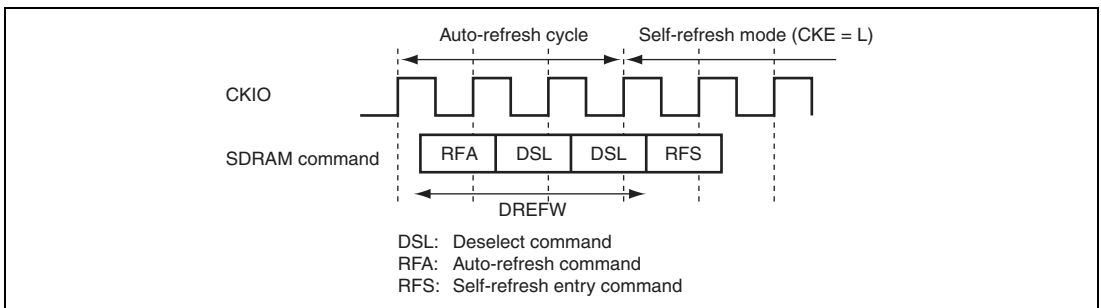 Auto-refresh cycle Self-refresh mode (CKE = L)
CKIO
SDRAM command RFA DSL DSL RFS
DREFW
DSL: Deselect command
RFA: Auto-refresh command
RFS: Self-refresh entry command